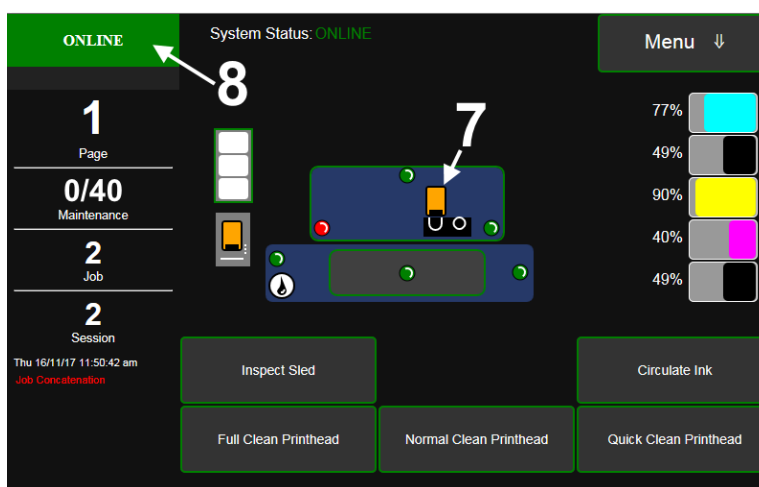 ONLINE
System Status: ONLINE
Menu ⇓
8
1
Page
7
77%
49%
0/40
Maintenance
90%
2
Job
40%
49%
2
Session
Thu 16/11/17 11:50:42 am
Job Concatenation
Inspect Sled
Circulate Ink
Full Clean Printhead
Normal Clean Printhead
Quick Clean Printhead